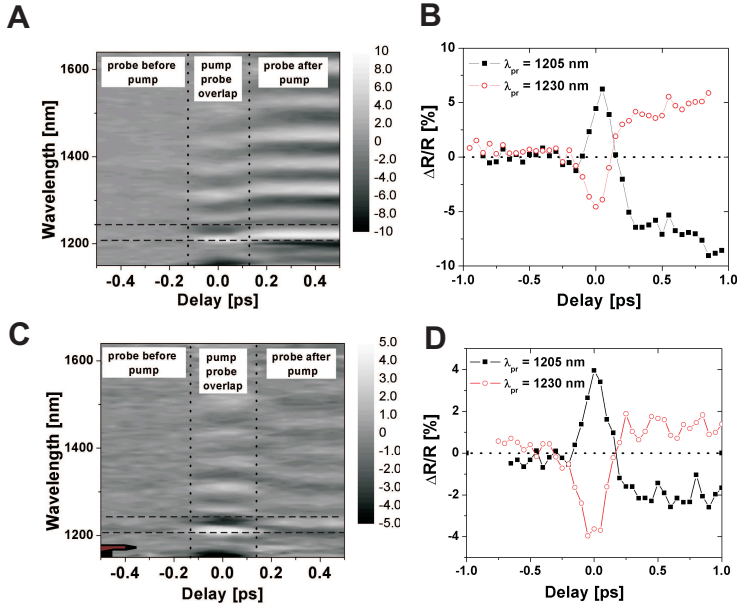 A
probe before pump
pump probe overlap
probe after pump
Wavelength [nm]
1600
1400
1200
-0.4 -0.2 0.0 0.2 0.4
Delay [ps]
10
8.0
6.0
4.0
2.0
0.0
-2.0
-4.0
-6.0
-8.0
-10
B
λpr = 1205 nm
λpr = 1230 nm
ΔR/R [%]
10
5
0
-5
-10
-1.0 -0.5 0.0 0.5 1.0
Delay [ps]
C
probe before pump
pump probe overlap
probe after pump
Wavelength [nm]
1600
1400
1200
-0.4 -0.2 0.0 0.2 0.4
Delay [ps]
5.0
4.0
3.0
2.0
1.0
0.0
-1.0
-2.0
-3.0
-4.0
-5.0
D
λpr = 1205 nm
λpr = 1230 nm
ΔR/R [%]
4
2
0
-2
-4
-1.0 -0.5 0.0 0.5 1.0
Delay [ps]